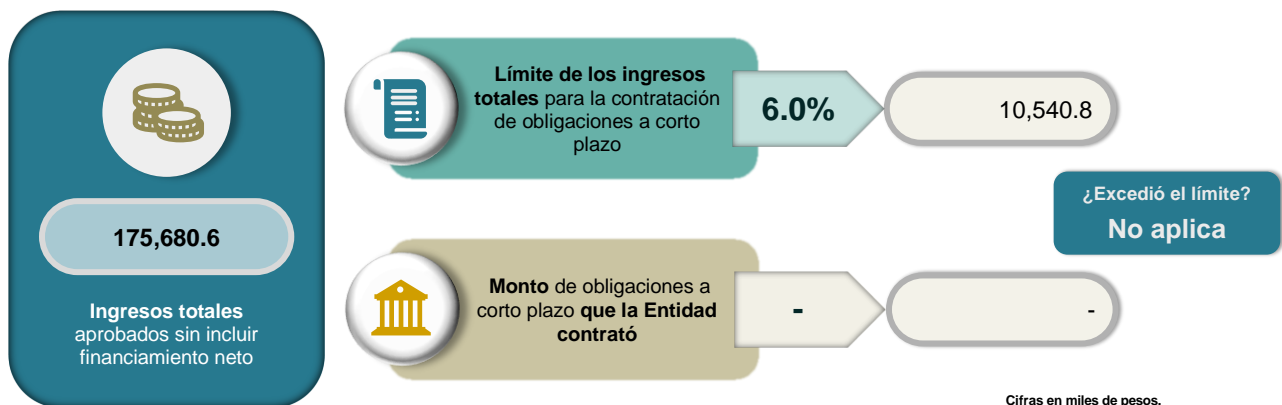 175,680.6
Ingresos totales
aprobados sin incluir
financiamiento neto
Límite de los ingresos
totales para la contratación
de obligaciones a corto
plazo
6.0%
10,540.8
¿Excedió el límite?
No aplica
Monto de obligaciones a
corto plazo que la Entidad
contrató
-
-
Cifras en miles de pesos.